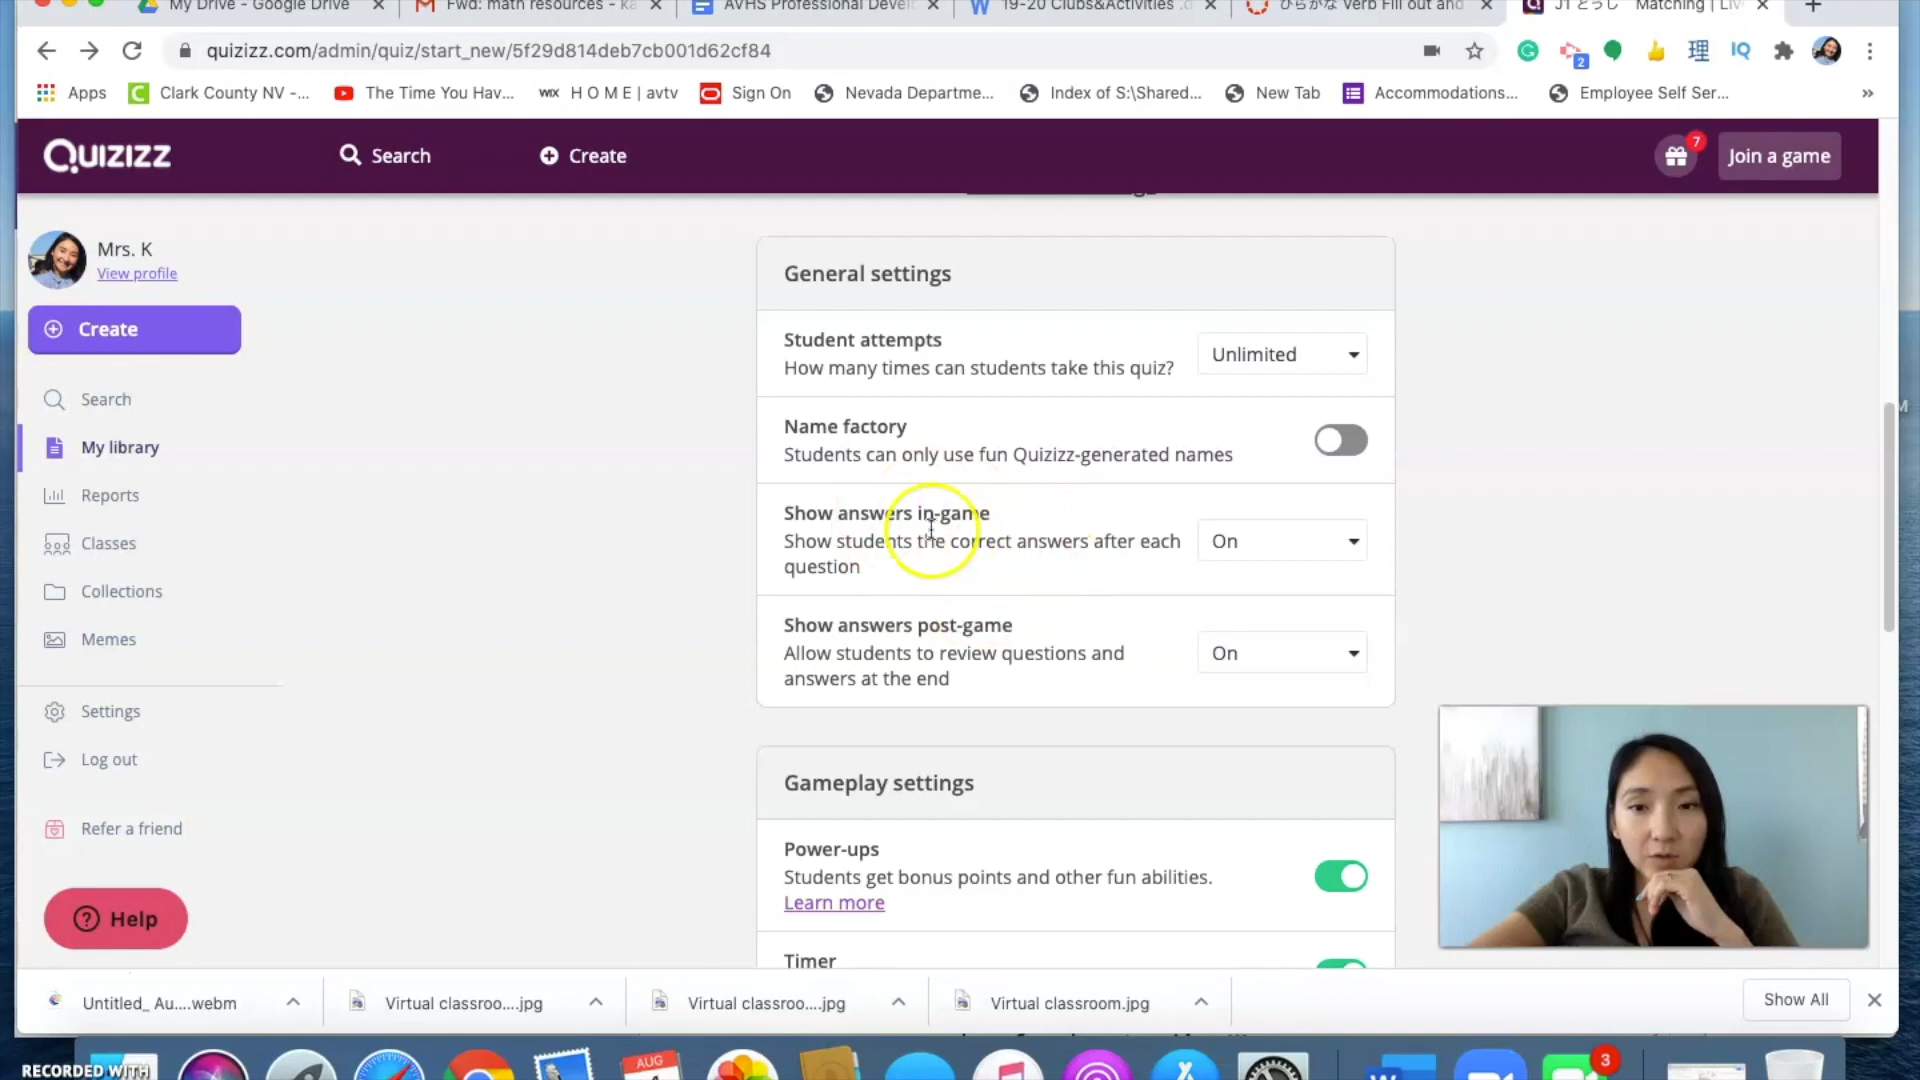 My Drive - Google Drive
Fwd: math resources - ka
AVHS Professional Devel
19-20 Clubs&Activities .d
ひらがな Verb Fill out and
J1 どうし Matching | Liv
quizizz.com/admin/quiz/start_new/5f29d814deb7cb001d62cf84
2
理
IQ
Apps
Clark County NV -...
The Time You Hav...
WIX
H O M E | avtv
Sign On
Nevada Departme...
Index of S:\Shared...
New Tab
Accommodations...
Employee Self Ser...
»
Quizizz
Search
Create
7
Join a game
Mrs. K
View profile
Create
Search
My library
Reports
Classes
Collections
Memes
Settings
Log out
Refer a friend
Help
General settings
Student attempts
How many times can students take this quiz?
Unlimited
Name factory
Students can only use fun Quizizz-generated names
Show answers in-game
Show students the correct answers after each
question
On
Show answers post-game
Allow students to review questions and
answers at the end
On
Gameplay settings
Power-ups
Students get bonus points and other fun abilities.
Learn more
Timer
Untitled_ Au....webm
Virtual classroo....jpg
Virtual classroo....jpg
Virtual classroom.jpg
Show All
AUG
3
RECORDED WITH